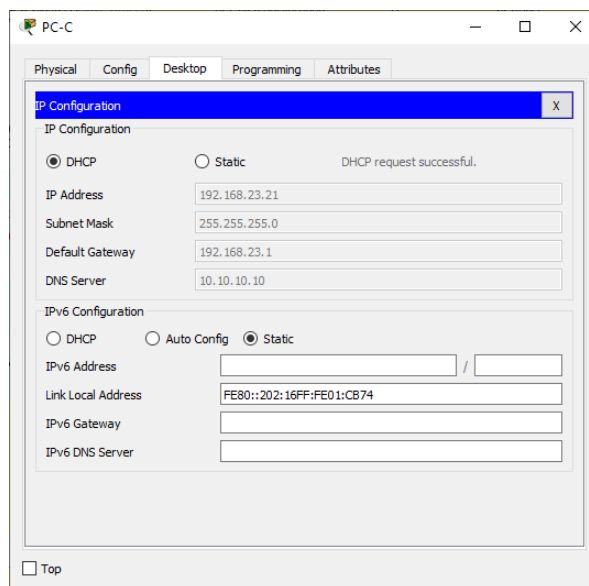 PC-C
Physical Config Desktop Programming Attributes
IP Configuration X
IP Configuration
DHCP Static DHCP request successful.
IP Address 192.168.23.21
Subnet Mask 255.255.255.0
Default Gateway 192.168.23.1
DNS Server 10.10.10.10
IPv6 Configuration
DHCP Auto Config Static
IPv6 Address /
Link Local Address FE80::202:16FF:FE01:CB74
IPv6 Gateway
IPv6 DNS Server
Top